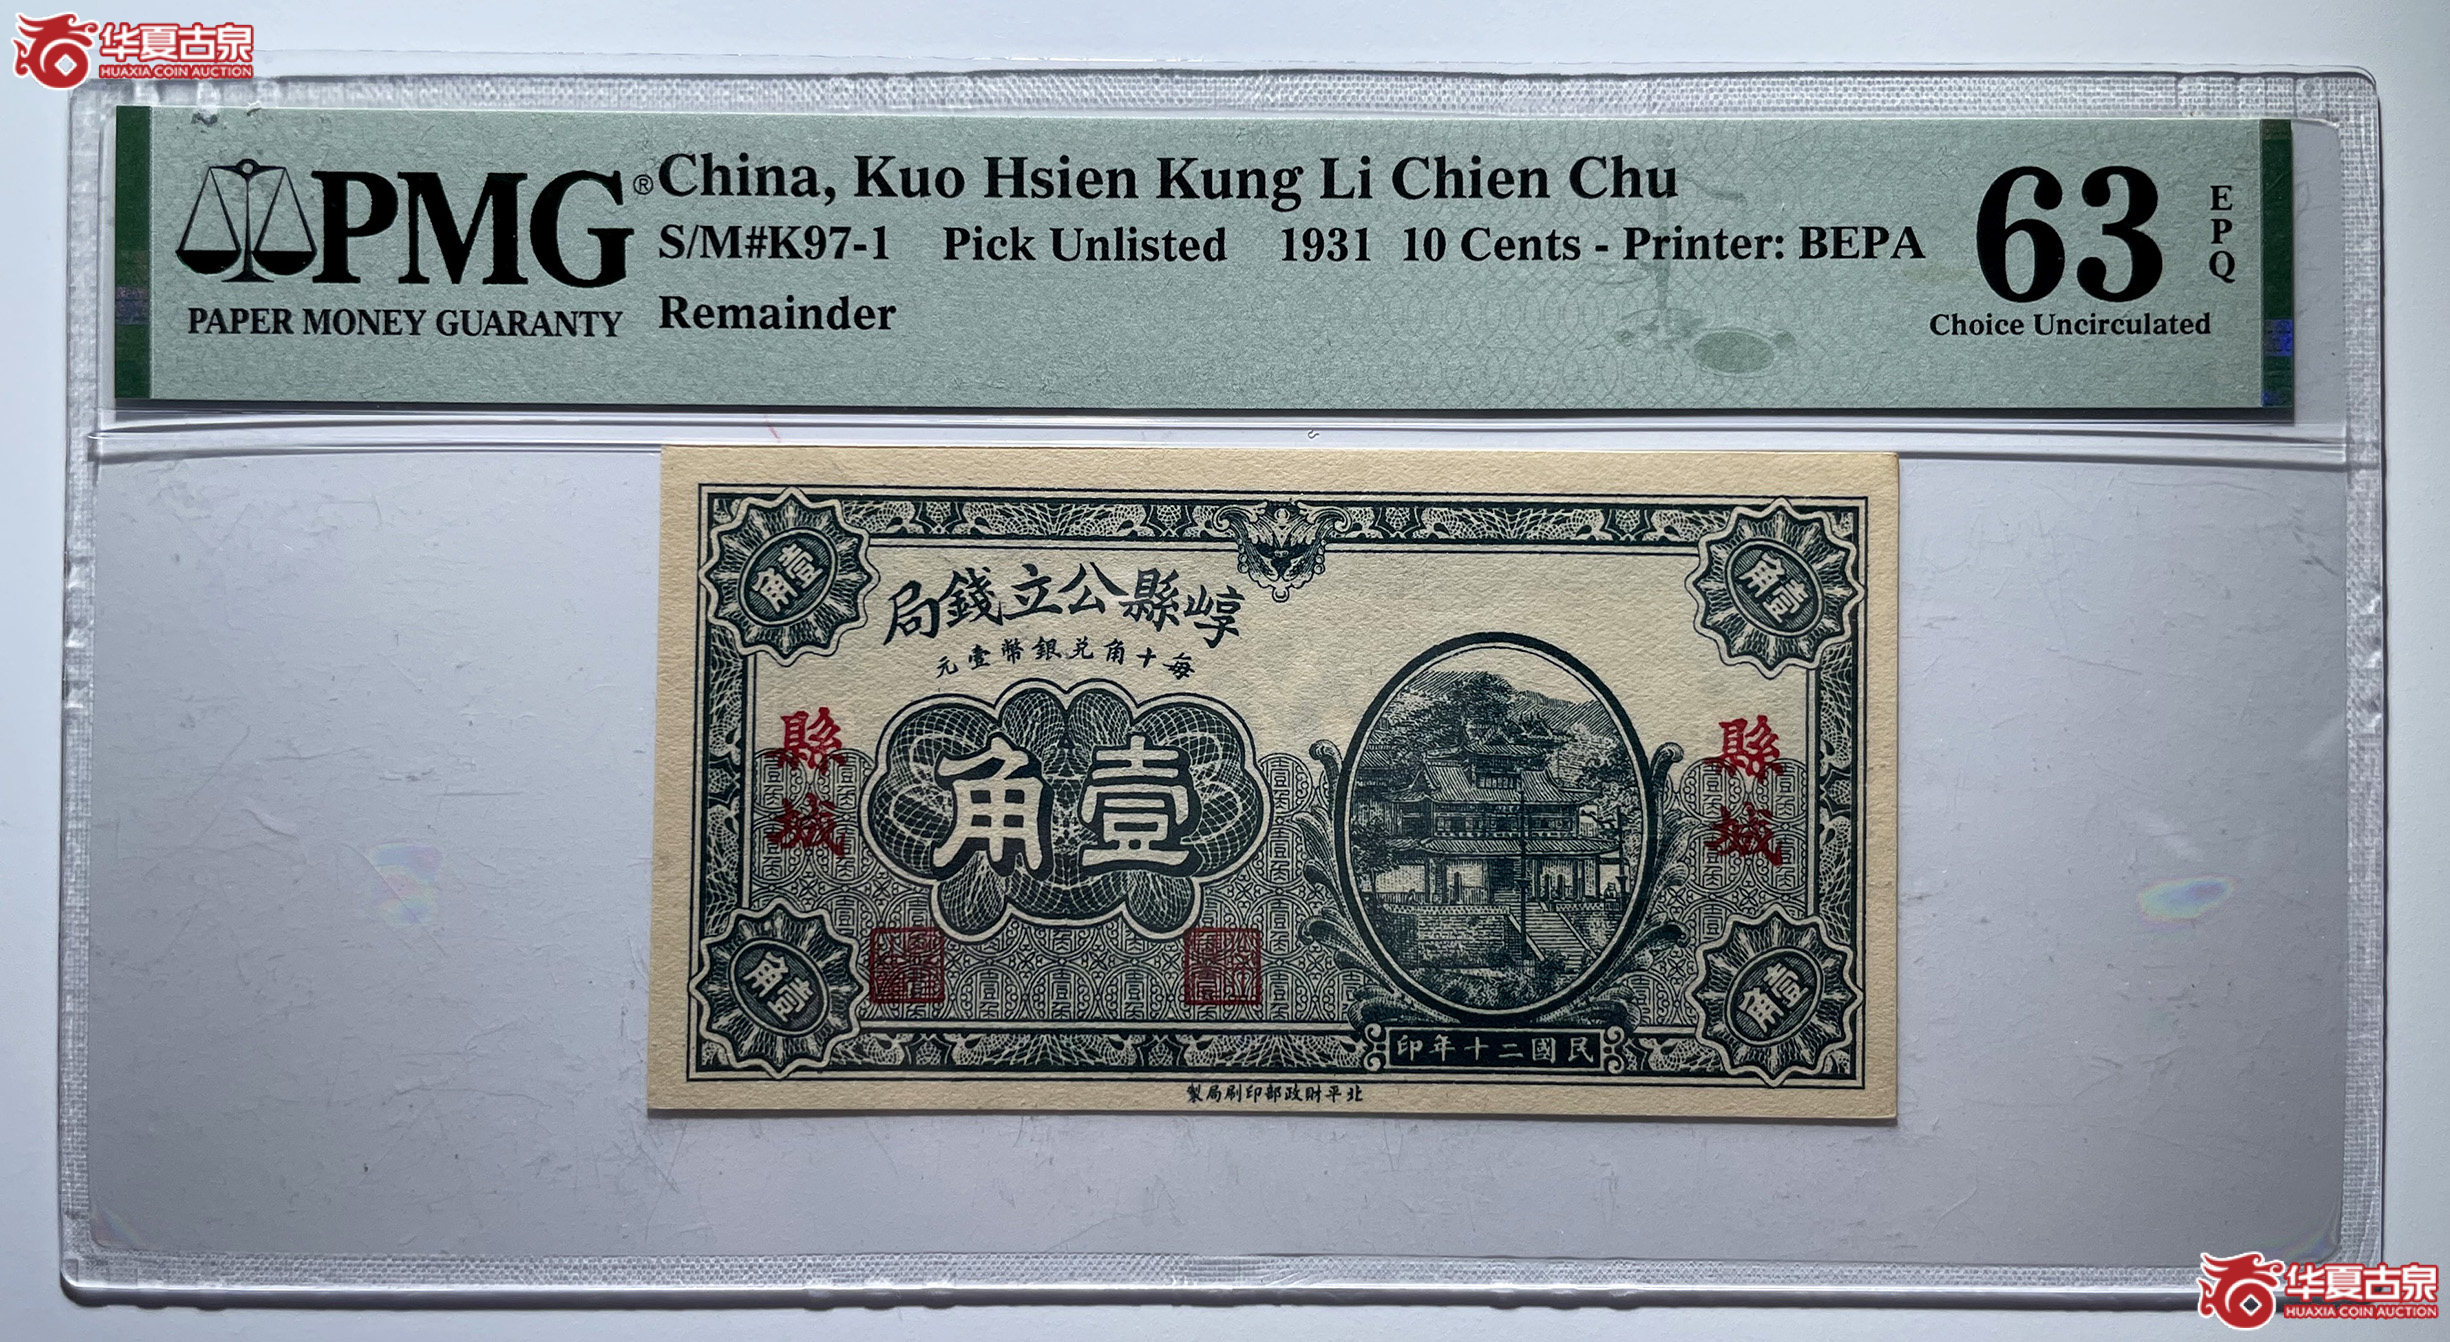 华夏古泉
HUAXIA COIN AUCTION
PMG®
PAPER MONEY GUARANTY
China, Kuo Hsien Kung Li Chien Chu
S/M#K97-1 Pick Unlisted 1931 10 Cents - Printer: BEPA
Remainder
63
EPQ
Choice Uncirculated
壹角
壹角
崞縣公立錢局
每十角兑銀幣壹元
縣城
縣城
壹角
壹角
壹角
民國二十年印
北平財政部印刷局製
华夏古泉
HUAXIA COIN AUCTION